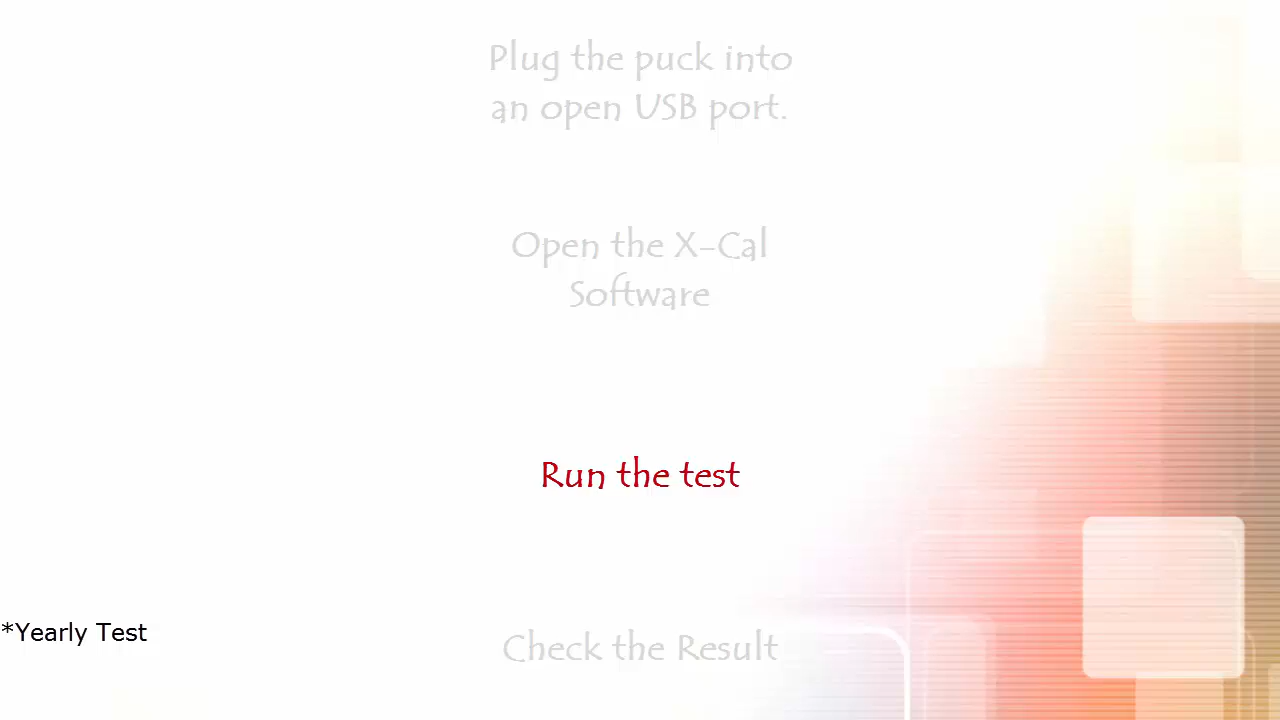 Plug the puck into
an open USB port.
Open the X-Cal
Software
Run the test
*Yearly Test
Check the Result